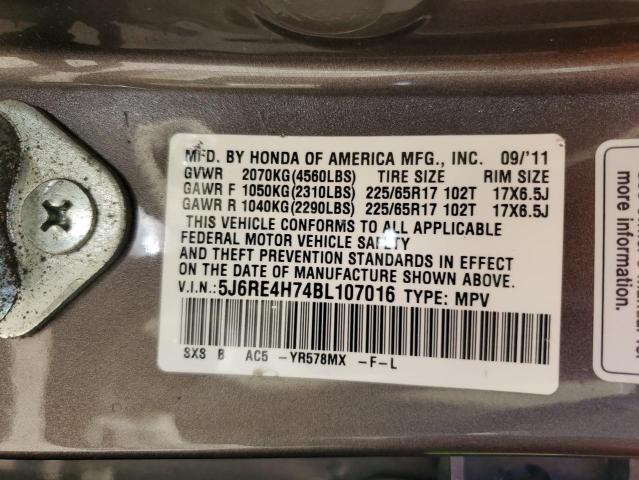 MFD. BY HONDA OF AMERICA MFG., INC. 09/'11
GVWR 2070KG(4560LBS) TIRE SIZE RIM SIZE
GAWR F 1050KG(2310LBS) 225/65R17 102T 17X6.5J
GAWR R 1040KG(2290LBS) 225/65R17 102T 17X6.5J
THIS VEHICLE CONFORMS TO ALL APPLICABLE
FEDERAL MOTOR VEHICLE SAFETY
AND THEFT PREVENTION STANDARDS IN EFFECT
ON THE DATE OF MANUFACTURE SHOWN ABOVE.
V.I.N.:5J6RE4H74BL107016 TYPE: MPV
SXS B AC5 -YR578MX -F-L
more information.